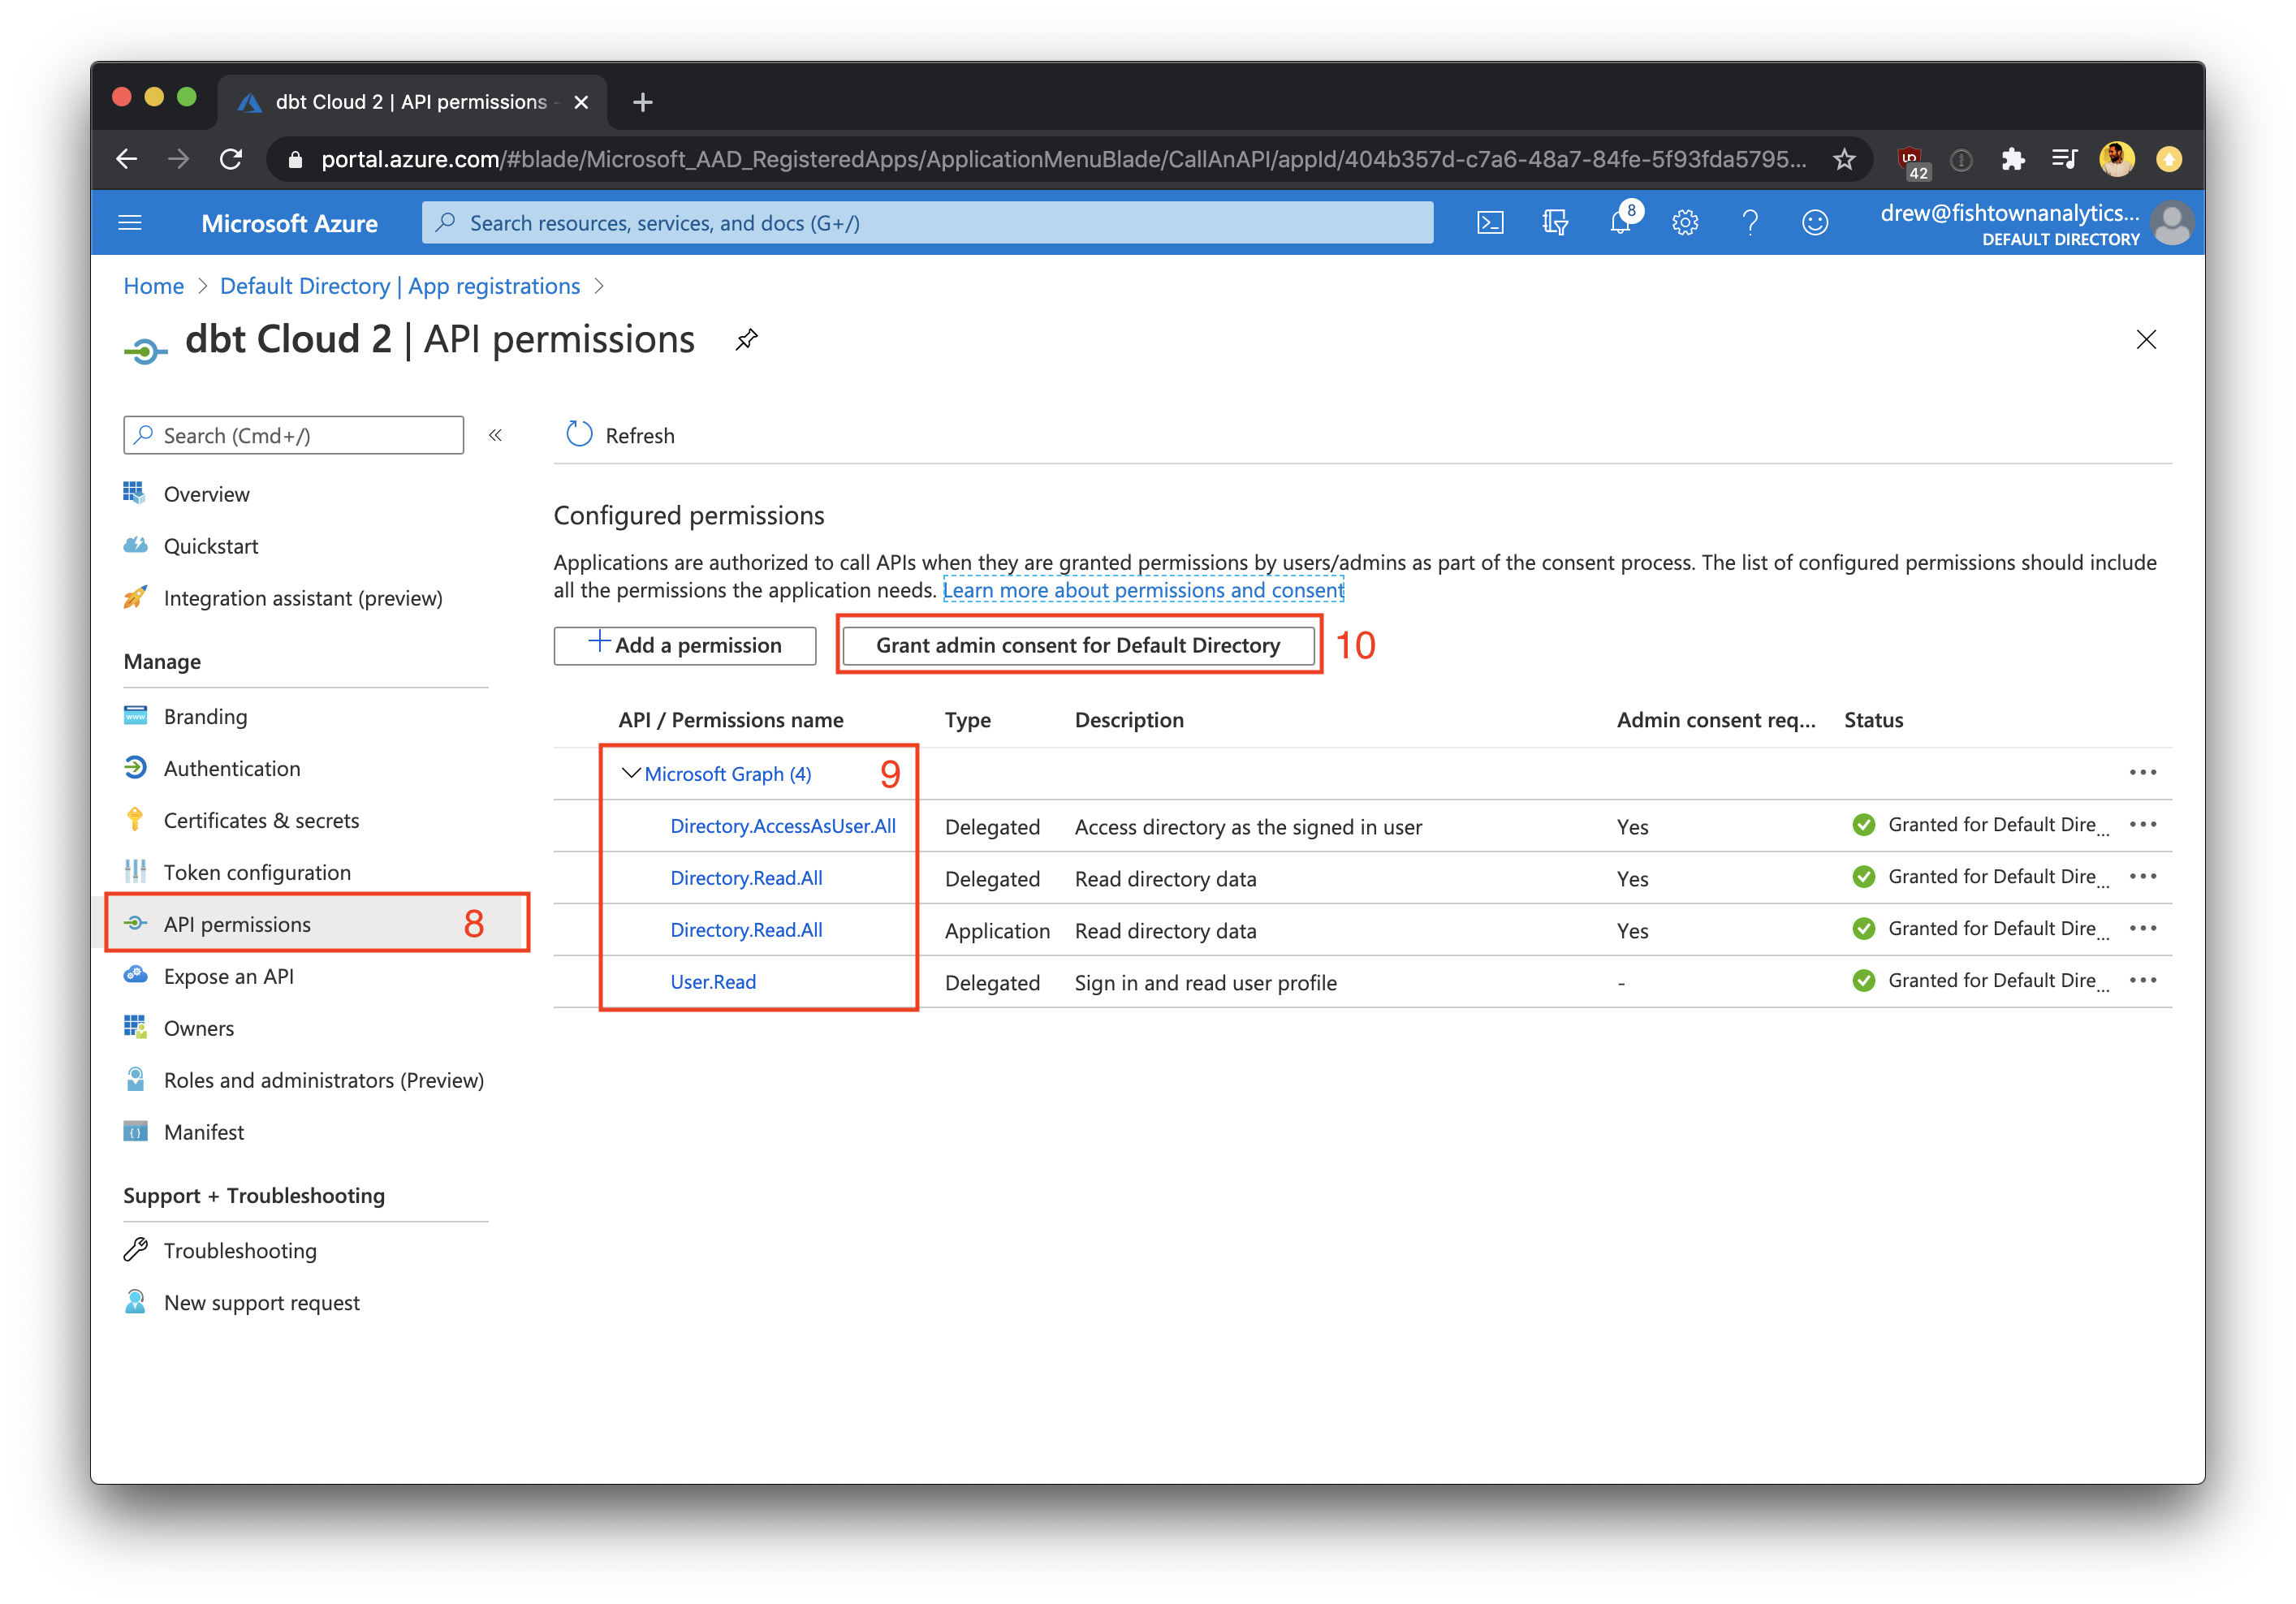 dbt Cloud 2 | API permissions -
portal.azure.com/#blade/Microsoft_AAD_RegisteredApps/ApplicationMenuBlade/CallAnAPI/appId/404b357d-c7a6-48a7-84fe-5f93fda5795...
42
Microsoft Azure
Search resources, services, and docs (G+/)
8
drew@fishtownanalytics...
DEFAULT DIRECTORY
Home > Default Directory | App registrations >
dbt Cloud 2 | API permissions
Search (Cmd+/)
«
Overview
Quickstart
Integration assistant (preview)
Manage
Branding
Authentication
Certificates & secrets
Token configuration
API permissions 8
Expose an API
Owners
Roles and administrators (Preview)
Manifest
Support + Troubleshooting
Troubleshooting
New support request
Refresh
Configured permissions
Applications are authorized to call APIs when they are granted permissions by users/admins as part of the consent process. The list of configured permissions should include
all the permissions the application needs. Learn more about permissions and consent
Add a permission Grant admin consent for Default Directory 10
API / Permissions name Type Description Admin consent req... Status
Microsoft Graph (4) 9
Directory.AccessAsUser.All Delegated Access directory as the signed in user Yes Granted for Default Dire...
Directory.Read.All Delegated Read directory data Yes Granted for Default Dire...
Directory.Read.All Application Read directory data Yes Granted for Default Dire...
User.Read Delegated Sign in and read user profile - Granted for Default Dire...